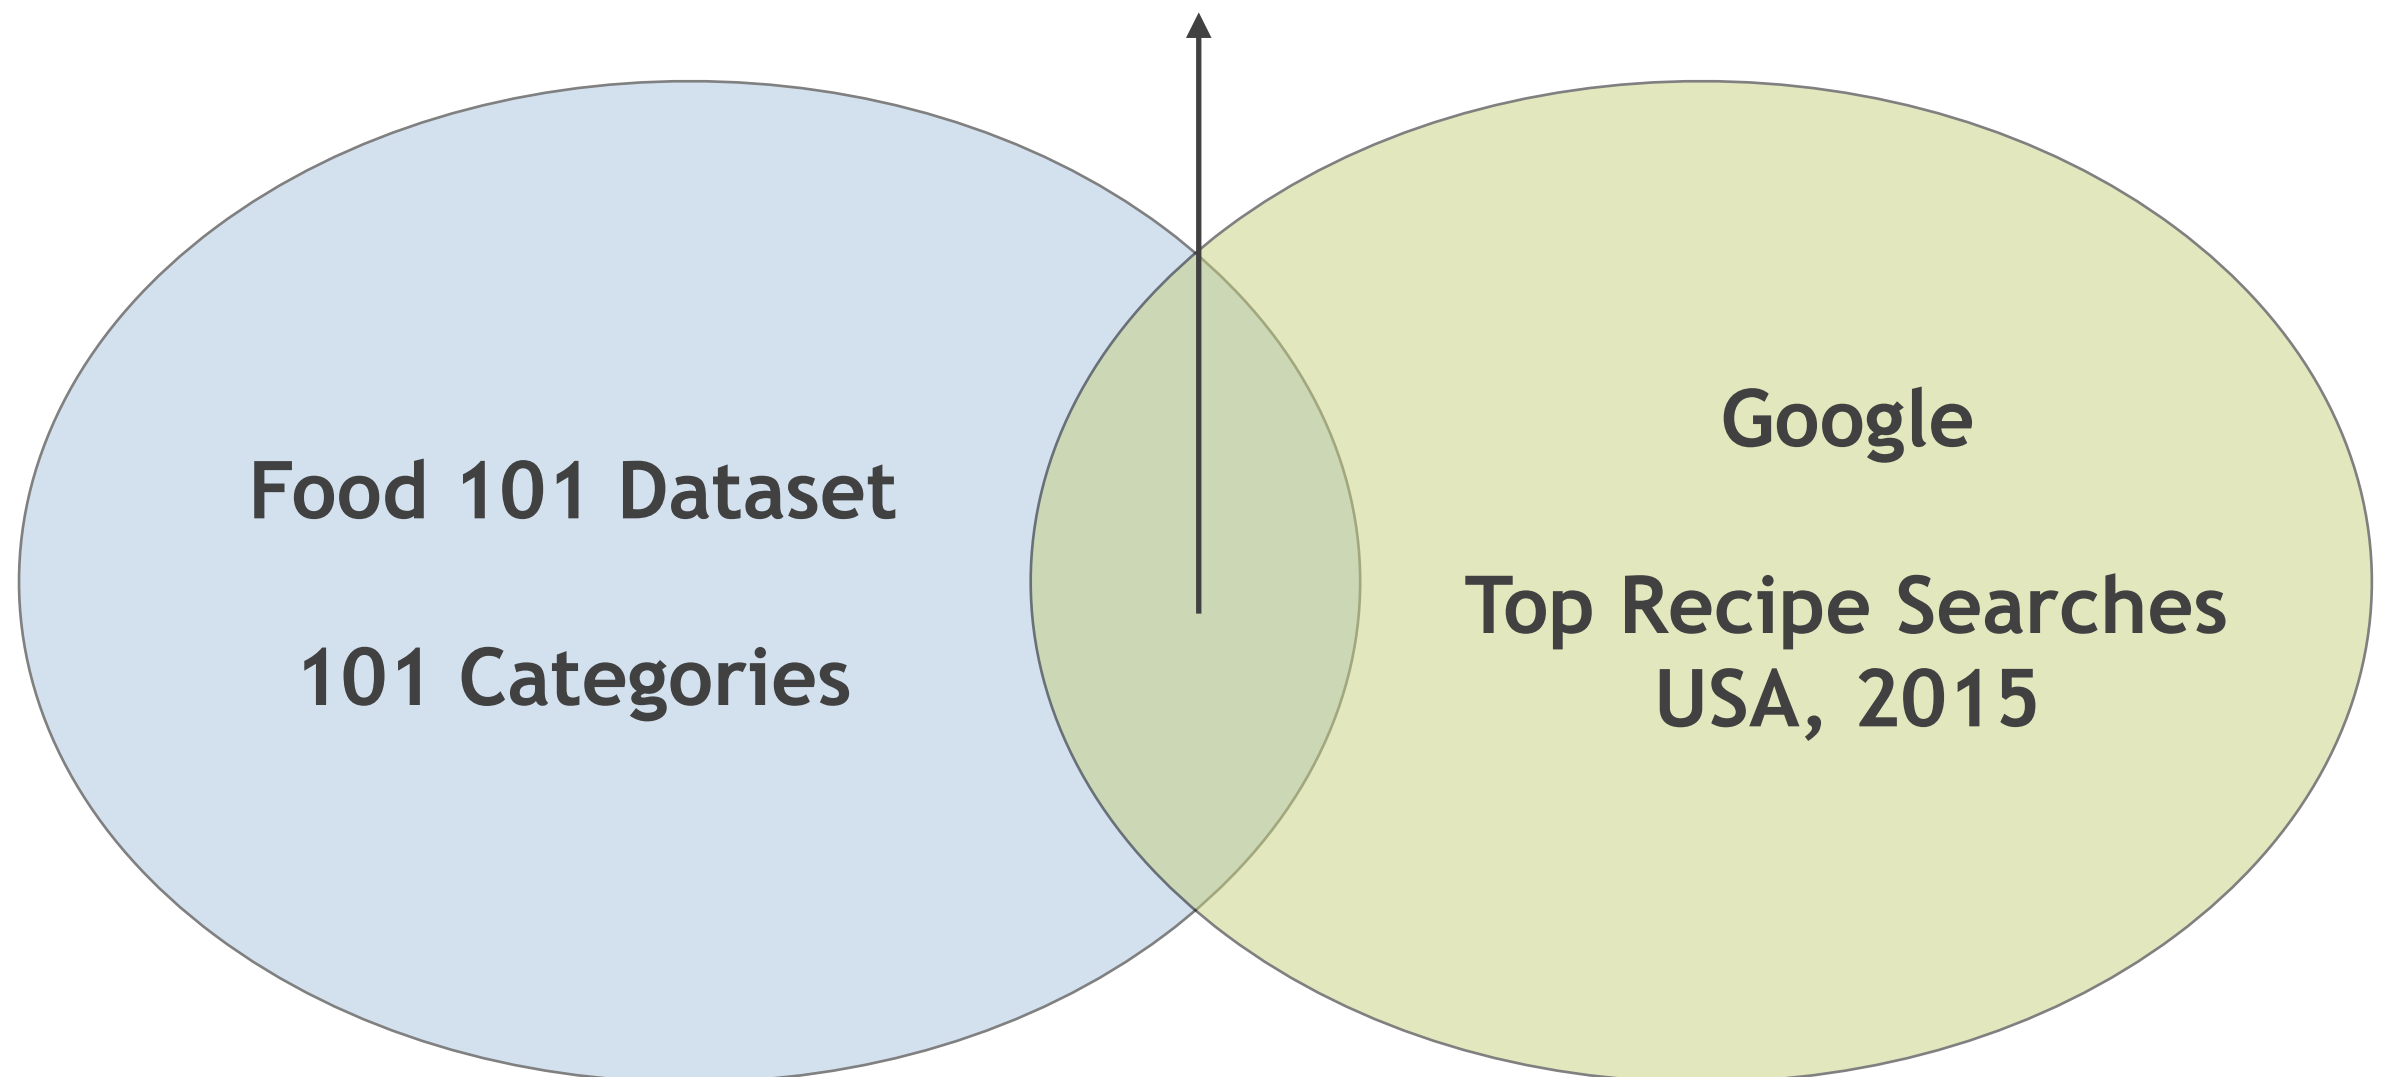 Food 101 Dataset
101 Categories
Google
Top Recipe Searches
USA, 2015